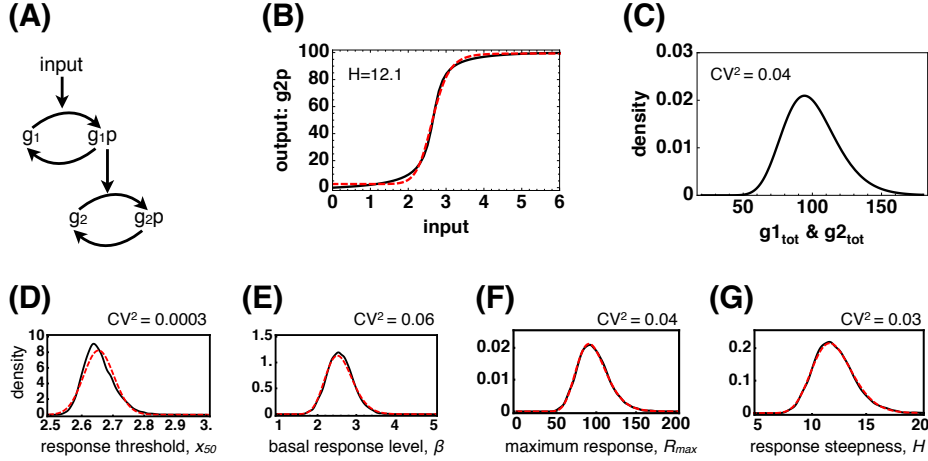 (A)
input
g1
g1p
g2
g2p
(B)
H=12.1
output: g2p
100
80
60
40
20
0
0 1 2 3 4 5 6
input
(C)
CV² = 0.04
density
0.03
0.02
0.01
0
50 100 150
g1tot & g2tot
(D)
CV² = 0.0003
density
10
8
6
4
2
0
2.5 2.6 2.7 2.8 2.9 3.
response threshold, x50
(E)
CV² = 0.06
1.5
1.0
0.5
0
1 2 3 4 5
basal response level, β
(F)
CV² = 0.04
0.02
0.01
0
0 50 100 150 200
maximum response, Rmax
(G)
CV² = 0.03
0.2
0.1
0
5 10 15 20
response steepness, H